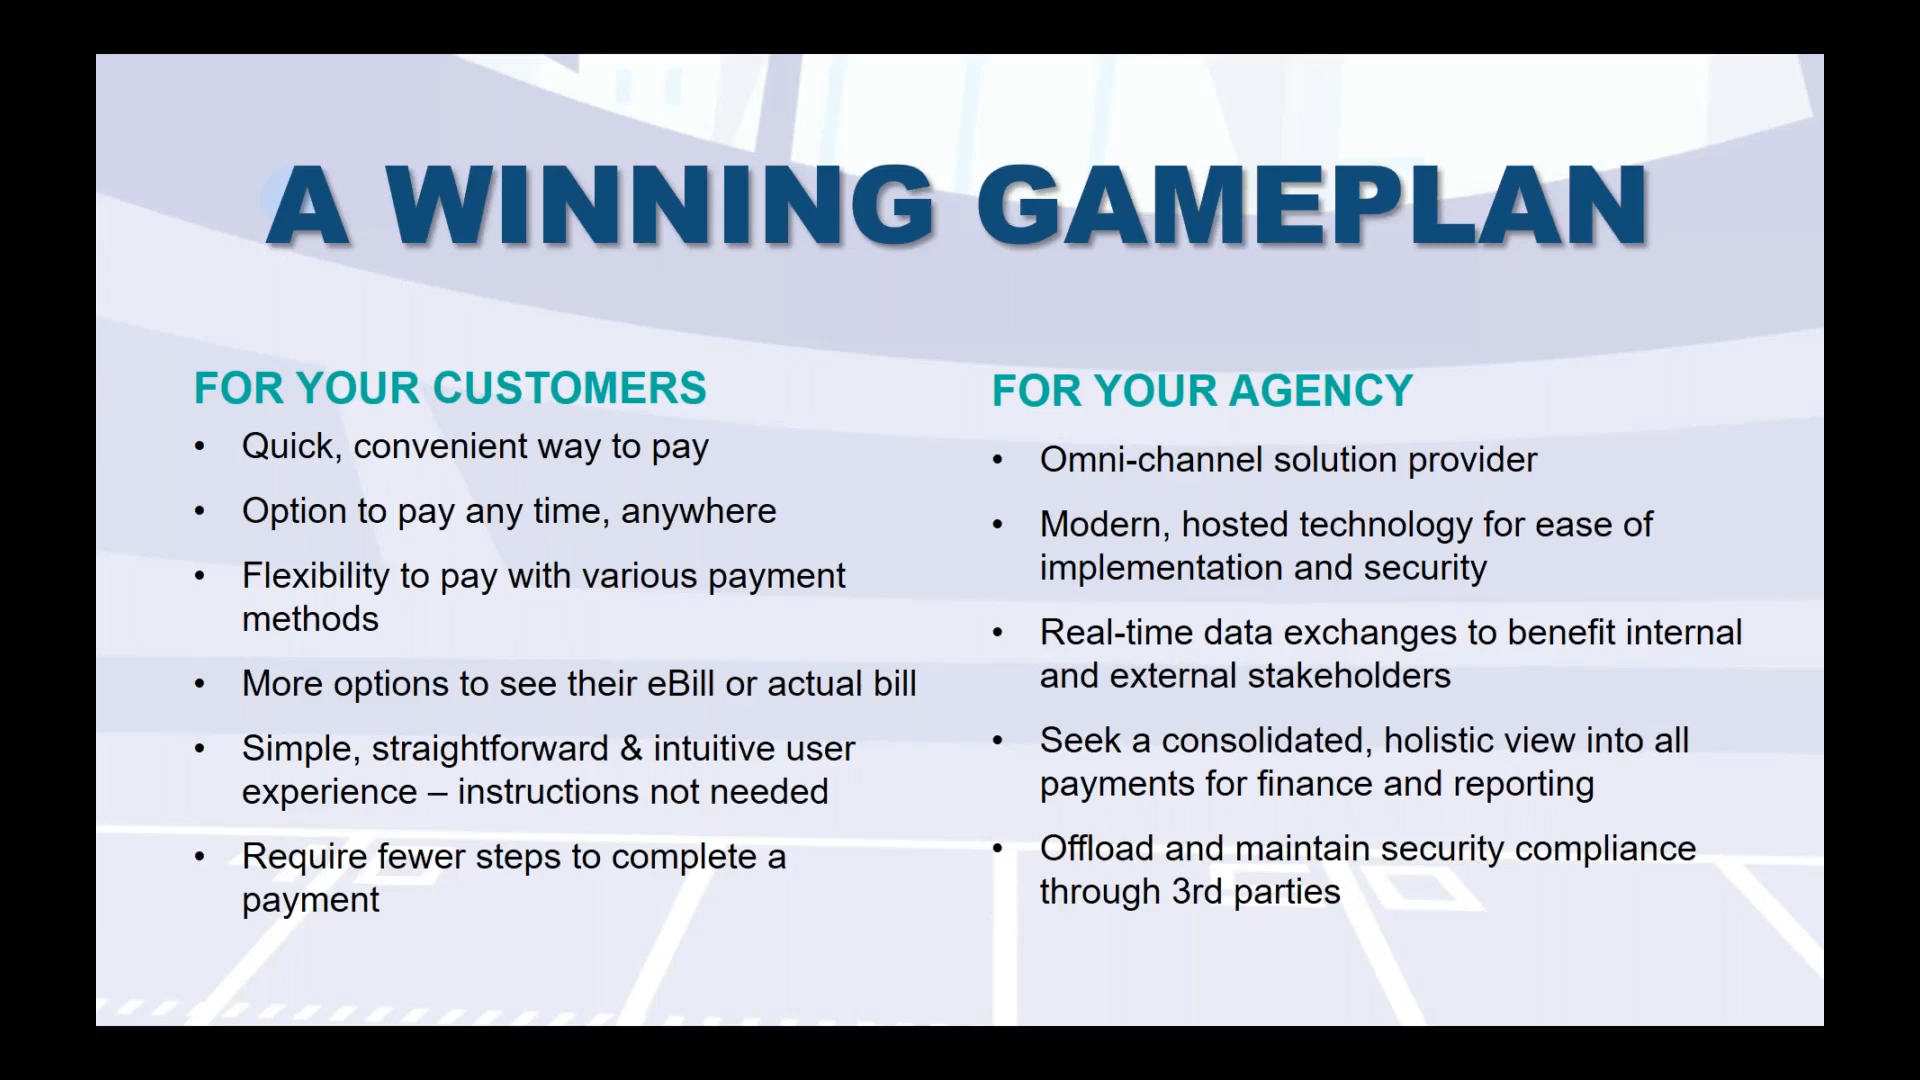 A WINNING GAMEPLAN
FOR YOUR CUSTOMERS
• Quick, convenient way to pay
• Option to pay any time, anywhere
• Flexibility to pay with various payment
methods
• More options to see their eBill or actual bill
• Simple, straightforward & intuitive user
experience – instructions not needed
• Require fewer steps to complete a
payment
FOR YOUR AGENCY
• Omni-channel solution provider
• Modern, hosted technology for ease of
implementation and security
• Real-time data exchanges to benefit internal
and external stakeholders
• Seek a consolidated, holistic view into all
payments for finance and reporting
• Offload and maintain security compliance
through 3rd parties